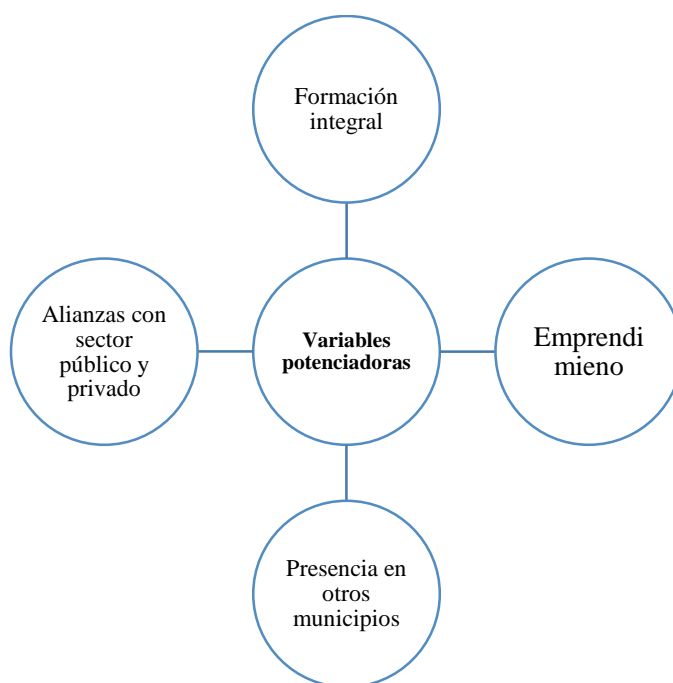 Formación
integral
Alianzas con
sector
público y
privado
Variables
potenciadoras
Emprendi
mieno
Presencia en
otros
municipios